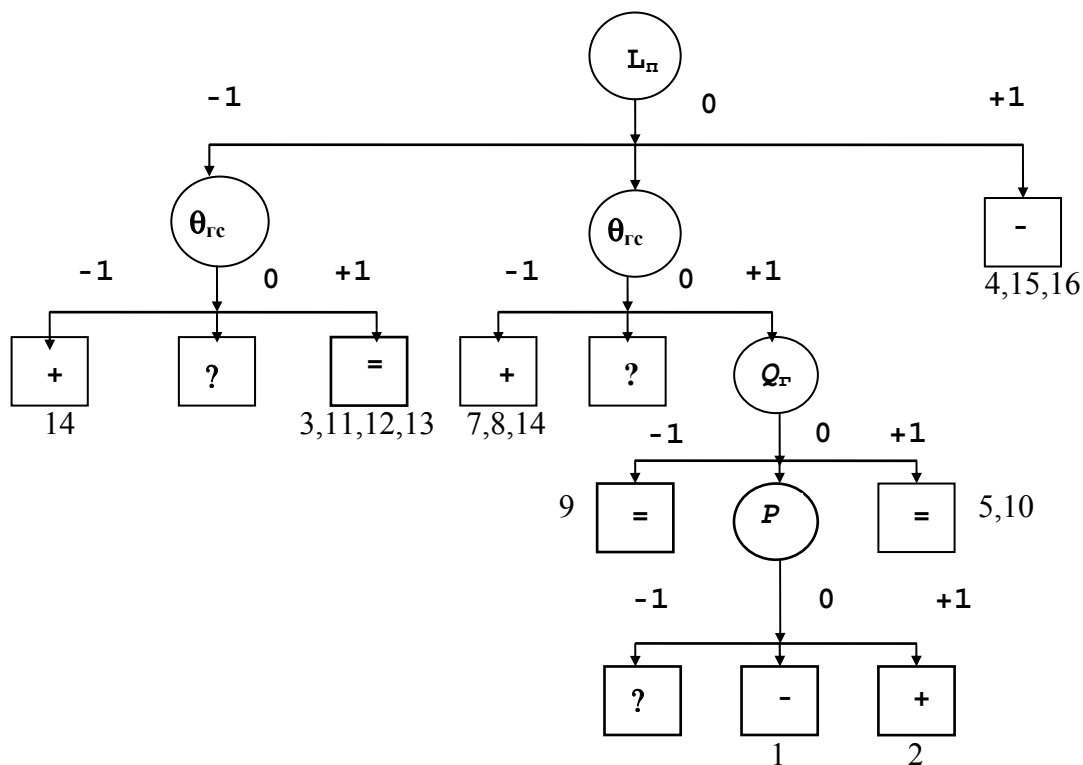 Lп
-1 0 +1
θгс θгс -
-1 0 +1 -1 0 +1 4,15,16
+ ? = + ? Qг
14 3,11,12,13 7,8,14
-1 0 +1
9 = P = 5,10
-1 0 +1
? - +
1 2